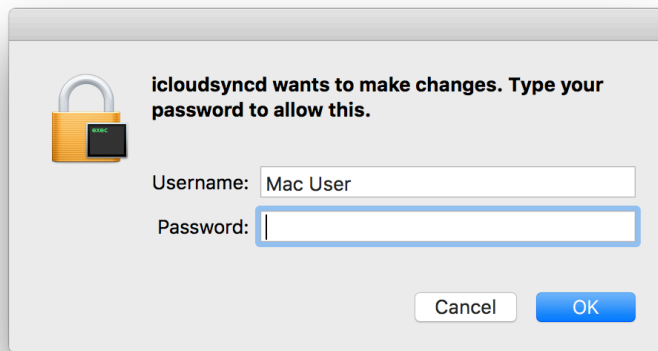 icloudsyncd wants to make changes. Type your
password to allow this.
exec
Username: Mac User
Password:
Cancel OK